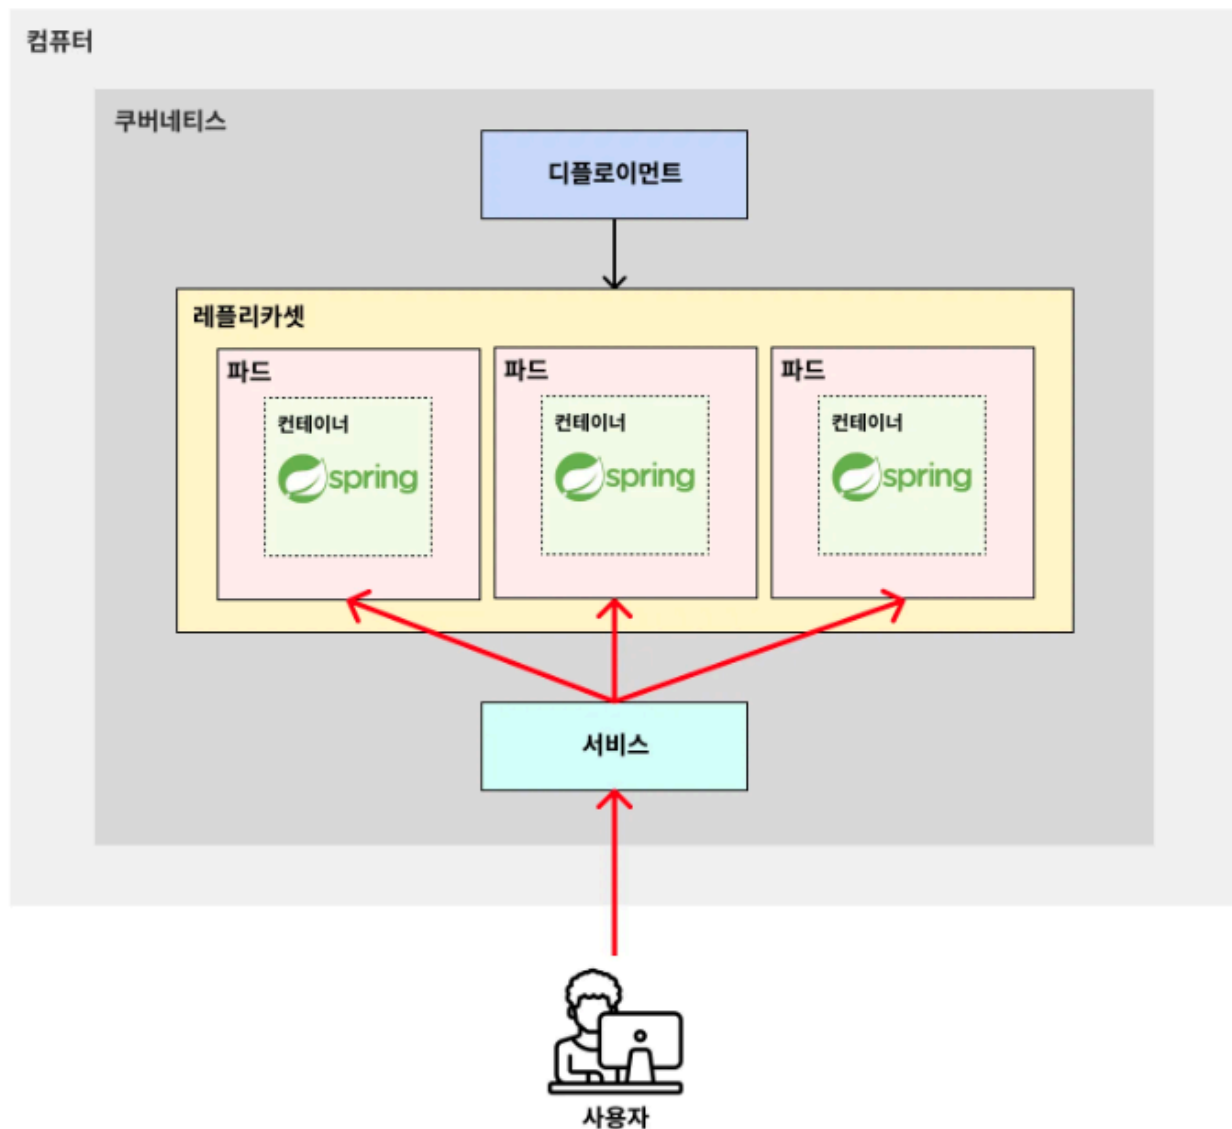 컴퓨터
쿠버네티스
디플로이먼트
레플리카셋
파드
컨테이너
spring
파드
컨테이너
spring
파드
컨테이너
spring
서비스
사용자